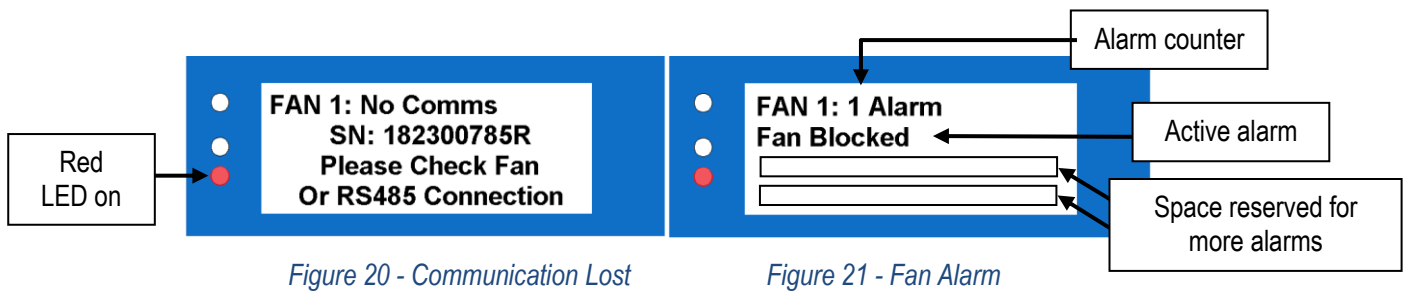 Alarm counter
FAN 1: No Comms
SN: 182300785R
Please Check Fan
Or RS485 Connection
FAN 1: 1 Alarm
Fan Blocked
Active alarm
Red
LED on
Space reserved for
more alarms
Figure 20 - Communication Lost
Figure 21 - Fan Alarm